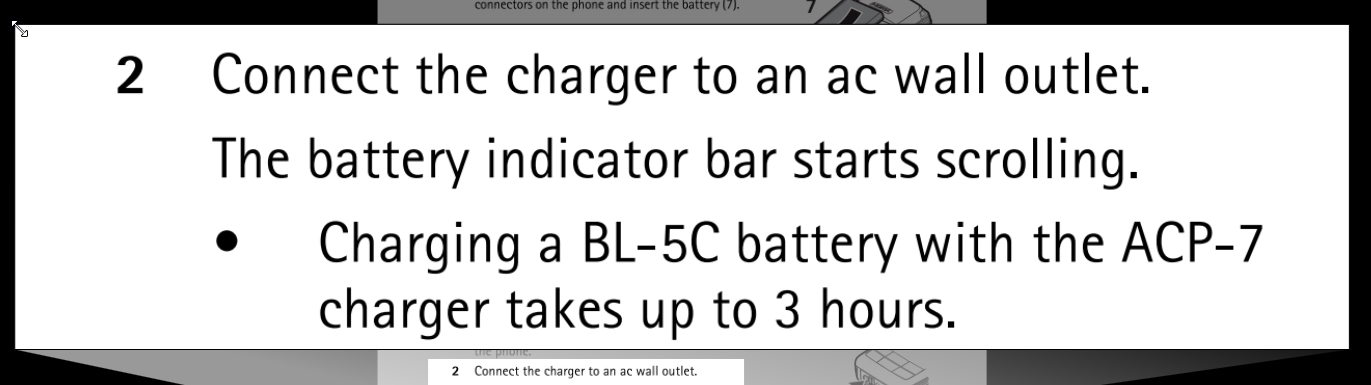 connectors on the phone and insert the battery (7).
7
2 Connect the charger to an ac wall outlet.
The battery indicator bar starts scrolling.
• Charging a BL-5C battery with the ACP-7
charger takes up to 3 hours.
the phone.
2 Connect the charger to an ac wall outlet.